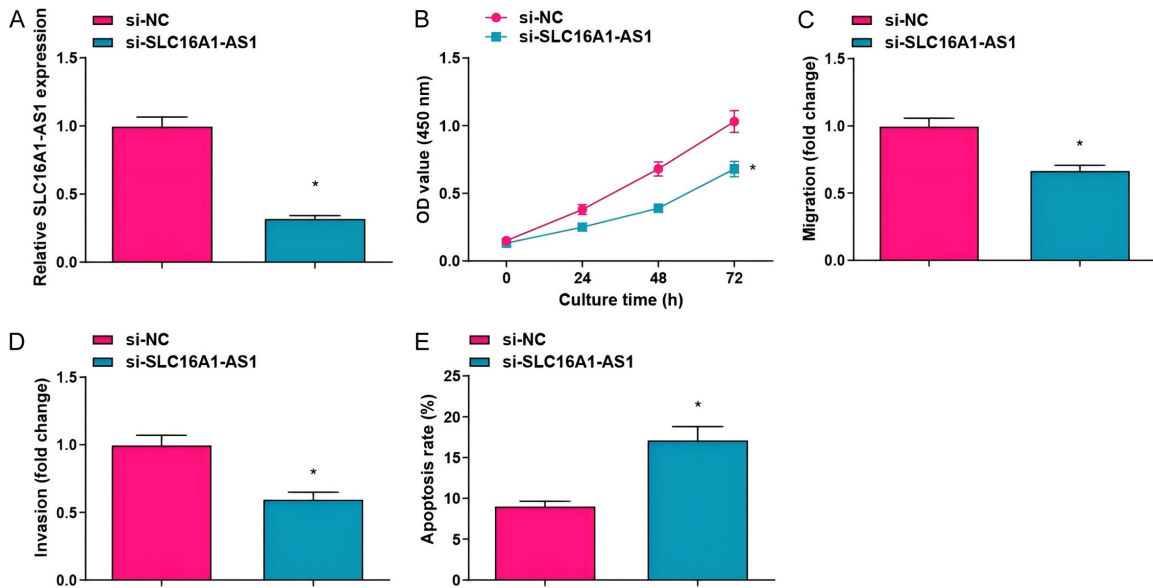 A
si-NC
si-SLC16A1-AS1
Relative SLC16A1-AS1 expression
1.5
1.0
0.5
0.0
*
B
si-NC
si-SLC16A1-AS1
OD value (450 nm)
1.5
1.0
0.5
0.0
*
0 24 48 72
Culture time (h)
C
si-NC
si-SLC16A1-AS1
Migration (fold change)
1.5
1.0
0.5
0.0
*
D
si-NC
si-SLC16A1-AS1
Invasion (fold change)
1.5
1.0
0.5
0.0
*
E
si-NC
si-SLC16A1-AS1
Apoptosis rate (%)
25
20
15
10
5
0
*